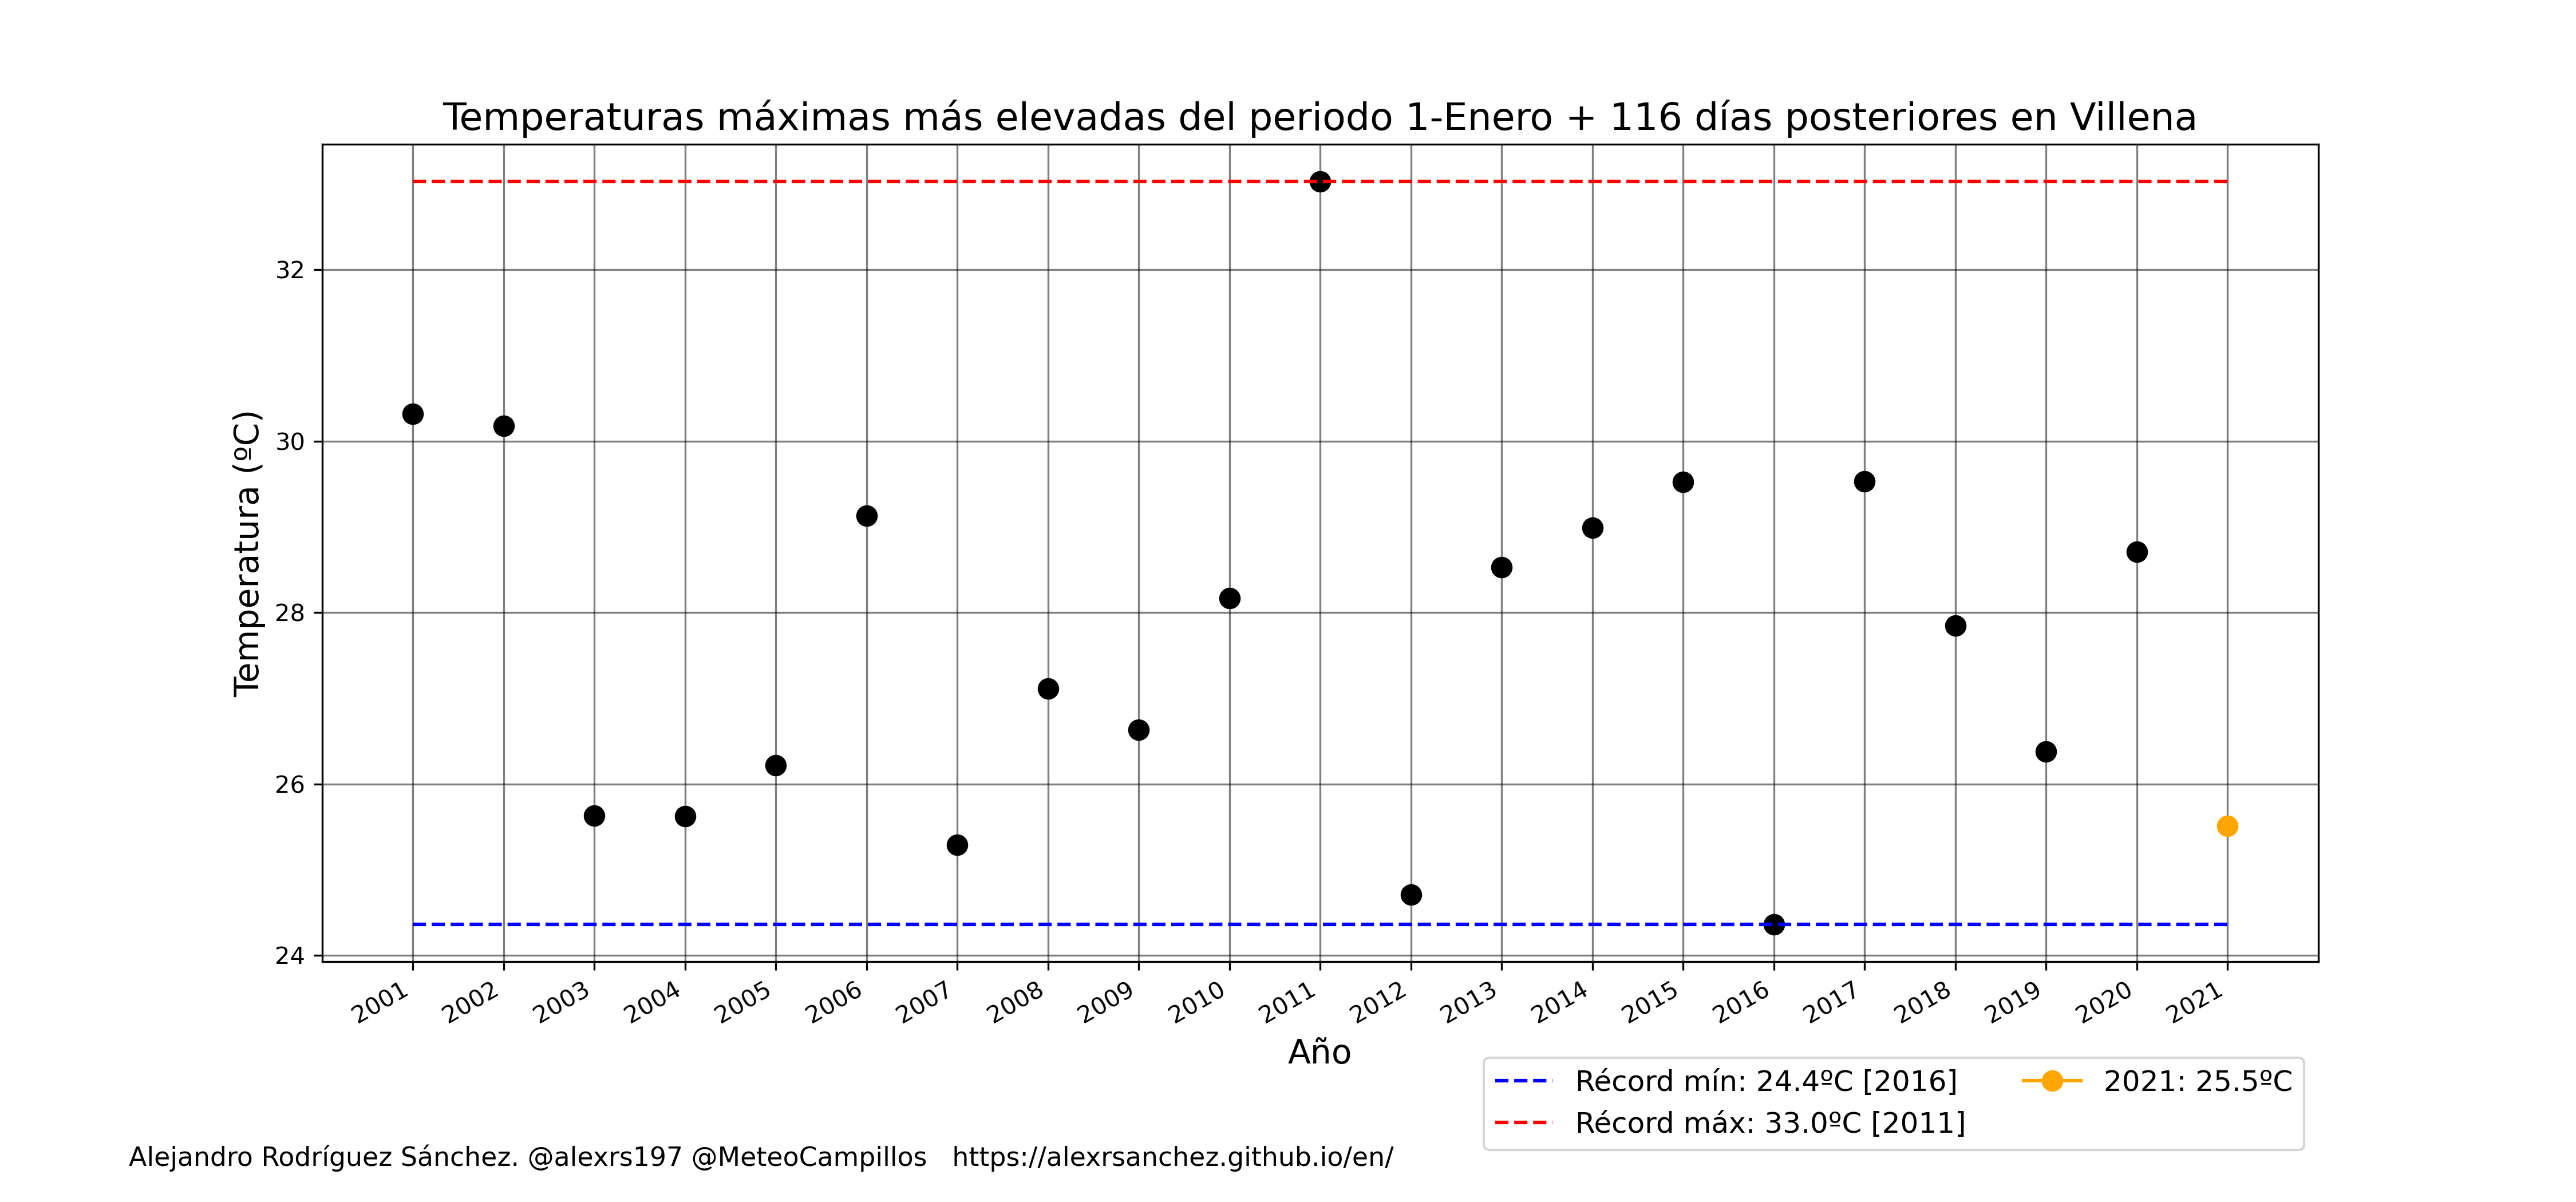 Temperaturas máximas más elevadas del periodo 1-Enero + 116 días posteriores en Villena
Temperatura (ºC)
32
30
28
26
24
2001 2002 2003 2004 2005 2006 2007 2008 2009 2010 2011 2012 2013 2014 2015 2016 2017 2018 2019 2020 2021
Año
Récord mín: 24.4ºC [2016]
Récord máx: 33.0ºC [2011]
2021: 25.5ºC
Alejandro Rodríguez Sánchez. @alexrs197 @MeteoCampillos https://alexrsanchez.github.io/en/